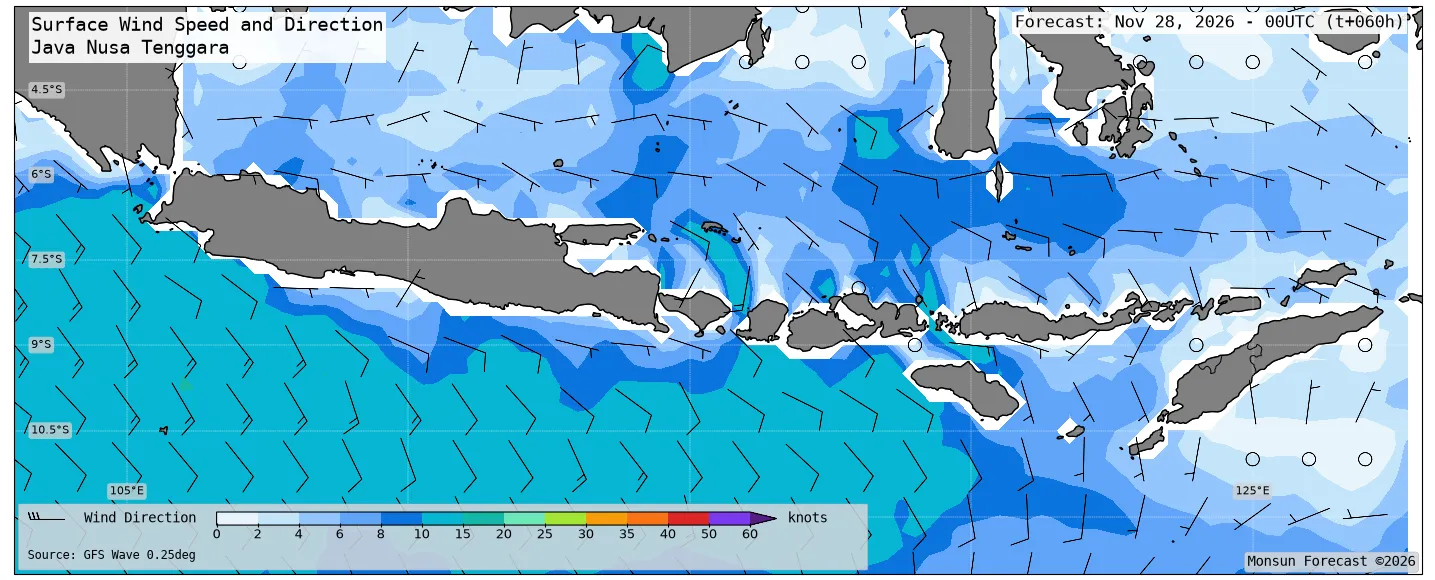 Surface Wind Speed and Direction
Java Nusa Tenggara
Forecast: Nov 28, 2026 - 00UTC (t+060h)
4.5°S
6°S
7.5°S
9°S
10.5°S
105°E
125°E
Wind Direction
0 2 4 6 8 10 15 20 25 30 35 40 50 60
knots
Source: GFS Wave 0.25deg
Monsun Forecast ©2026